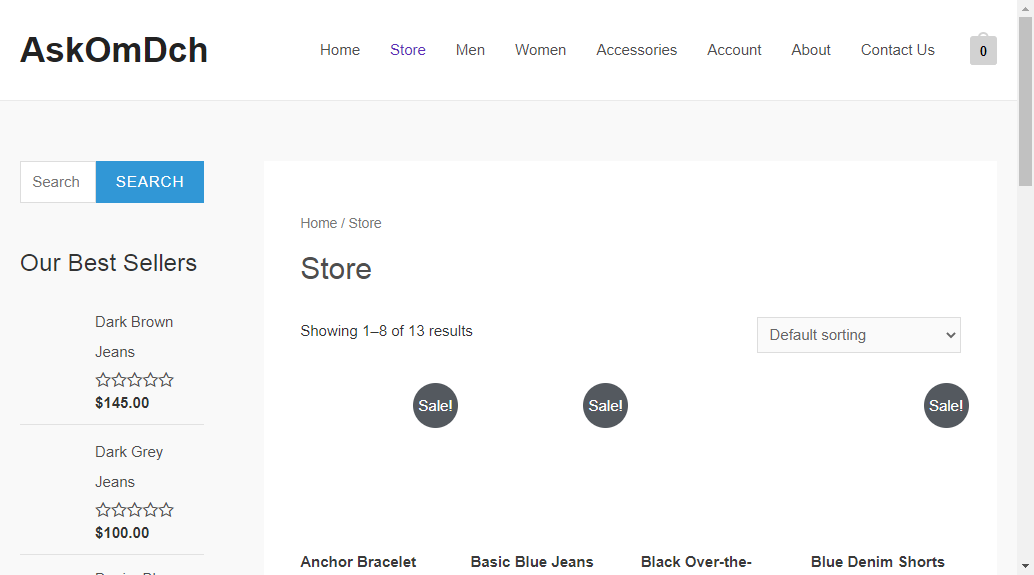 AskOmDch
Home Store Men Women Accessories Account About Contact Us 0
Search SEARCH
Our Best Sellers
Dark Brown
Jeans
$145.00
Dark Grey
Jeans
$100.00
Home / Store
Store
Showing 1–8 of 13 results
Default sorting
Sale! Sale! Sale!
Anchor Bracelet Basic Blue Jeans Black Over-the- Blue Denim Shorts